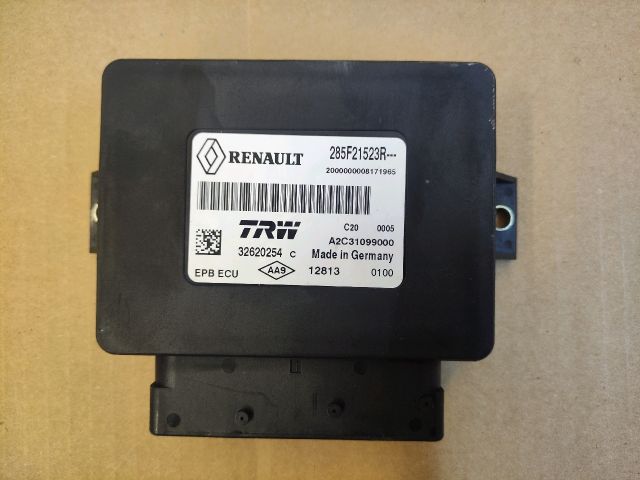 RENAULT 285F21523R---
2000000008171965
C20 0005
TRW A2C31099000
32620254 C Made in Germany
EPB ECU AA9 12813 0100